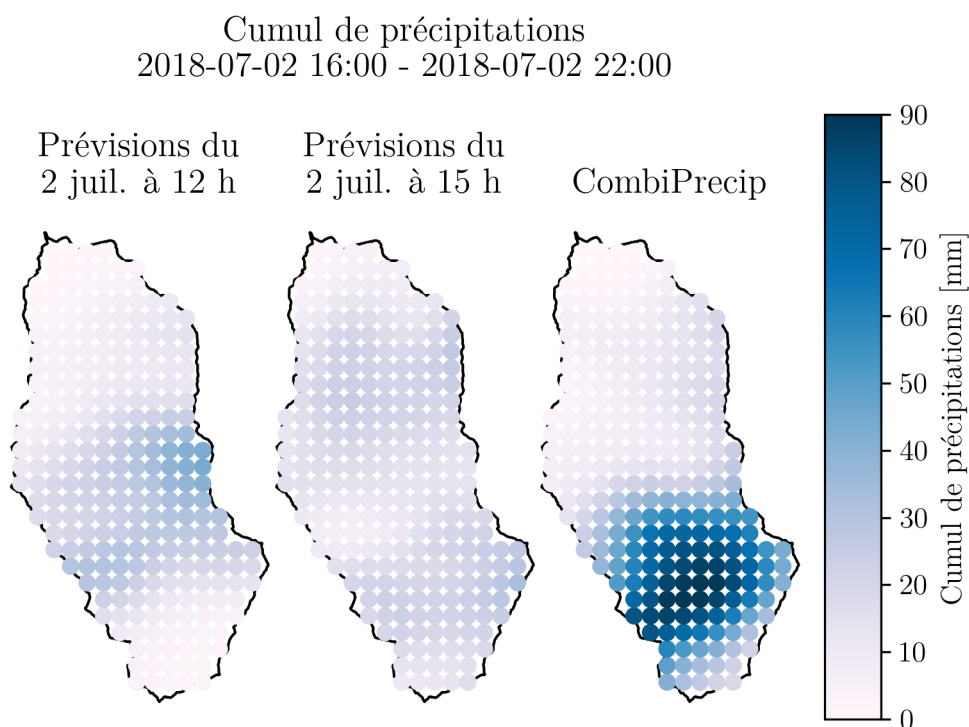 Cumul de précipitations
2018-07-02 16:00 - 2018-07-02 22:00
Prévisions du
2 juil. à 12 h
Prévisions du
2 juil. à 15 h
CombiPrecip
90
80
70
60
50
40
30
20
10
0
Cumul de précipitations [mm]